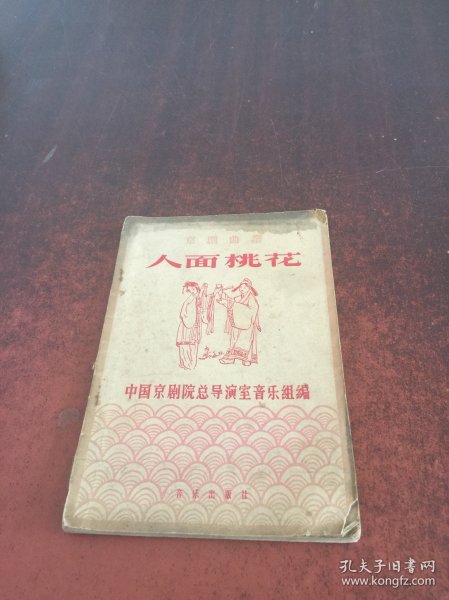 京剧曲谱
人面桃花
中国京剧院总导演室音乐组编
音乐出版社
孔夫子旧书网
www.kongfz.com